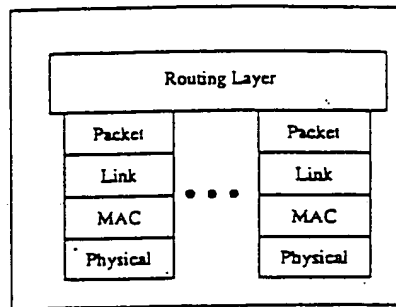 Routing Layer
Packet Packet
Link Link
MAC MAC
Physical Physical